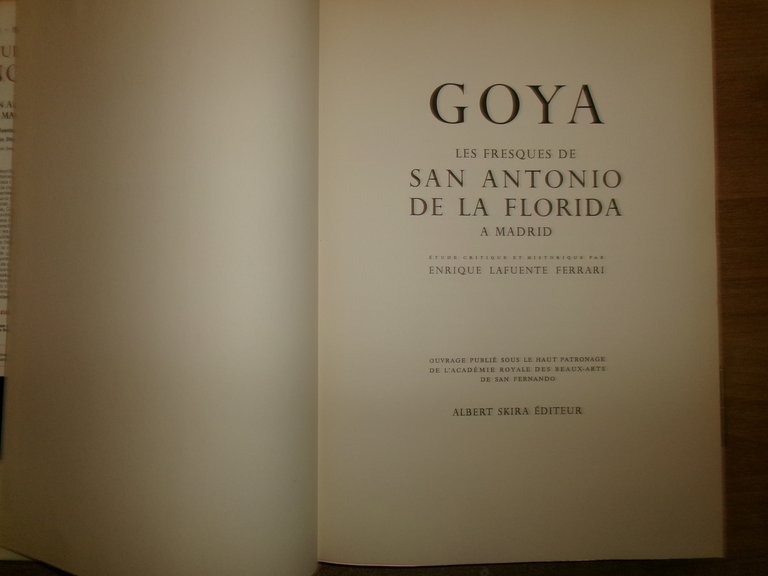 GOYA
LES FRESQUES DE
SAN ANTONIO
DE LA FLORIDA
A MADRID
ÉTUDE CRITIQUE ET HISTORIQUE PAR
ENRIQUE LAFUENTE FERRARI
OUVRAGE PUBLIÉ SOUS LE HAUT PATRONAGE
DE L'ACADÉMIE ROYALE DES BEAUX-ARTS
DE SAN FERNANDO
ALBERT SKIRA ÉDITEUR